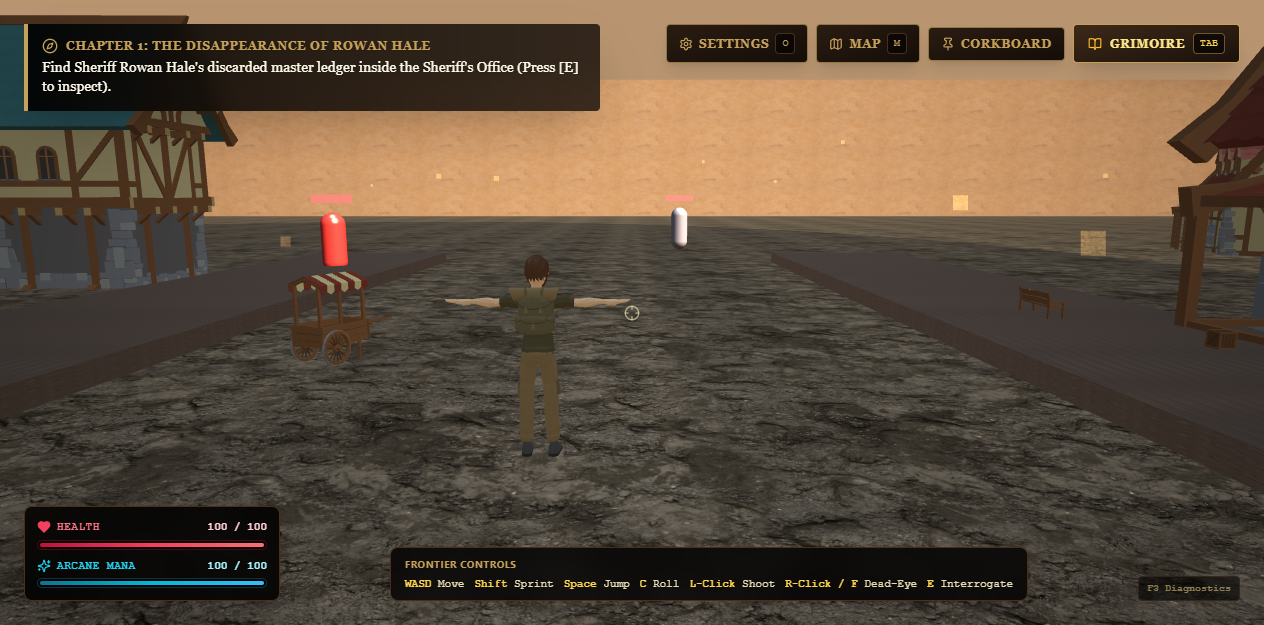 CHAPTER 1: THE DISAPPEARANCE OF ROWAN HALE
Find Sheriff Rowan Hale's discarded master ledger inside the Sheriff's Office (Press [E]
to inspect).
SETTINGS O
MAP M
CORKBOARD
GRIMOIRE TAB
HEALTH 100 / 100
ARCANE MANA 100 / 100
FRONTIER CONTROLS
WASD Move Shift Sprint Space Jump C Roll L-Click Shoot R-Click / F Dead-Eye E Interrogate
F3 Diagnostics